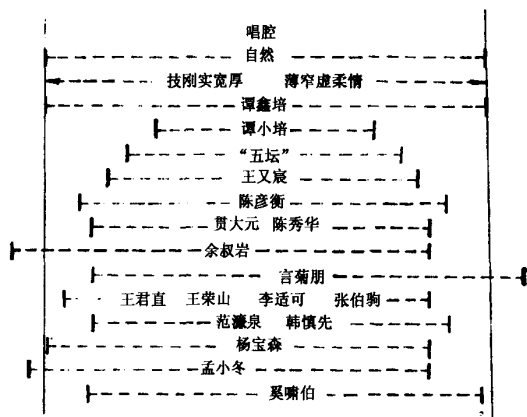 唱腔
自然
技刚实宽厚 薄窄虚柔情
谭鑫培
谭小培
“五坛”
王又宸
陈彦衡
贯大元 陈秀华
余叔岩
言菊朋
王君直 王荣山 李适可 张伯驹
范濂泉 韩慎先
杨宝森
孟小冬
奚啸伯